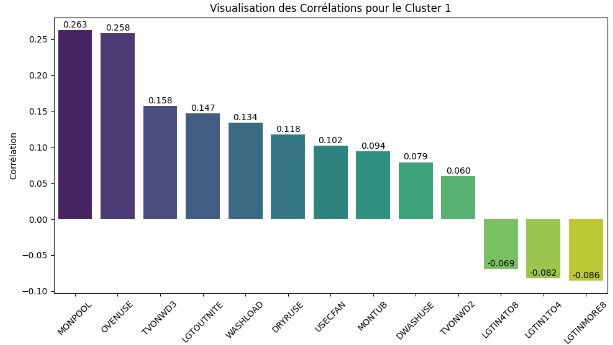 Visualisation des Corrélations pour le Cluster 1
Corrélation
0.25
0.20
0.15
0.10
0.05
0.00
−0.05
−0.10
0.263
0.258
0.158
0.147
0.134
0.118
0.102
0.094
0.079
0.060
-0.069
-0.082
-0.086
MONPOOL
OVENUSE
TVONWD3
LGTOUTNITE
WASHLOAD
DRYRUSE
USECFAN
MONTUB
DWASHUSE
TVONWD2
LGTIN4TO8
LGTIN1TO4
LGTINMORE8